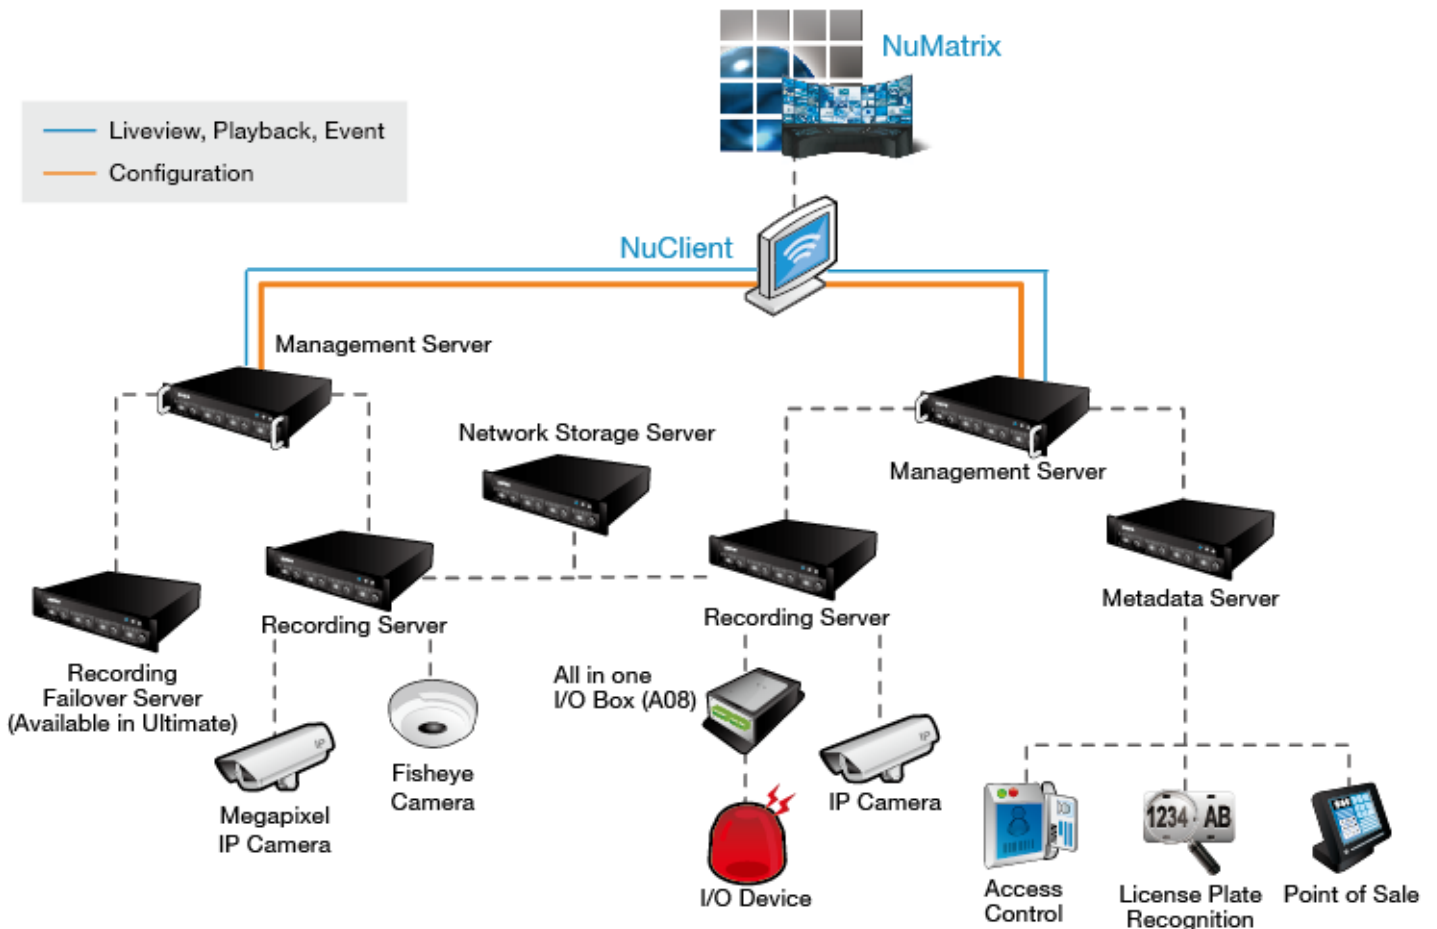 NuMatrix
Liveview, Playback, Event
Configuration
NuClient
Management Server
Network Storage Server
Management Server
Recording Server
Recording Server
Metadata Server
Recording
Failover Server
(Available in Ultimate)
All in one
I/O Box (A08)
Fisheye
Camera
IP
IP
Megapixel
IP Camera
IP Camera
1234 AB
I/O Device
Access
Control
License Plate
Recognition
Point of Sale